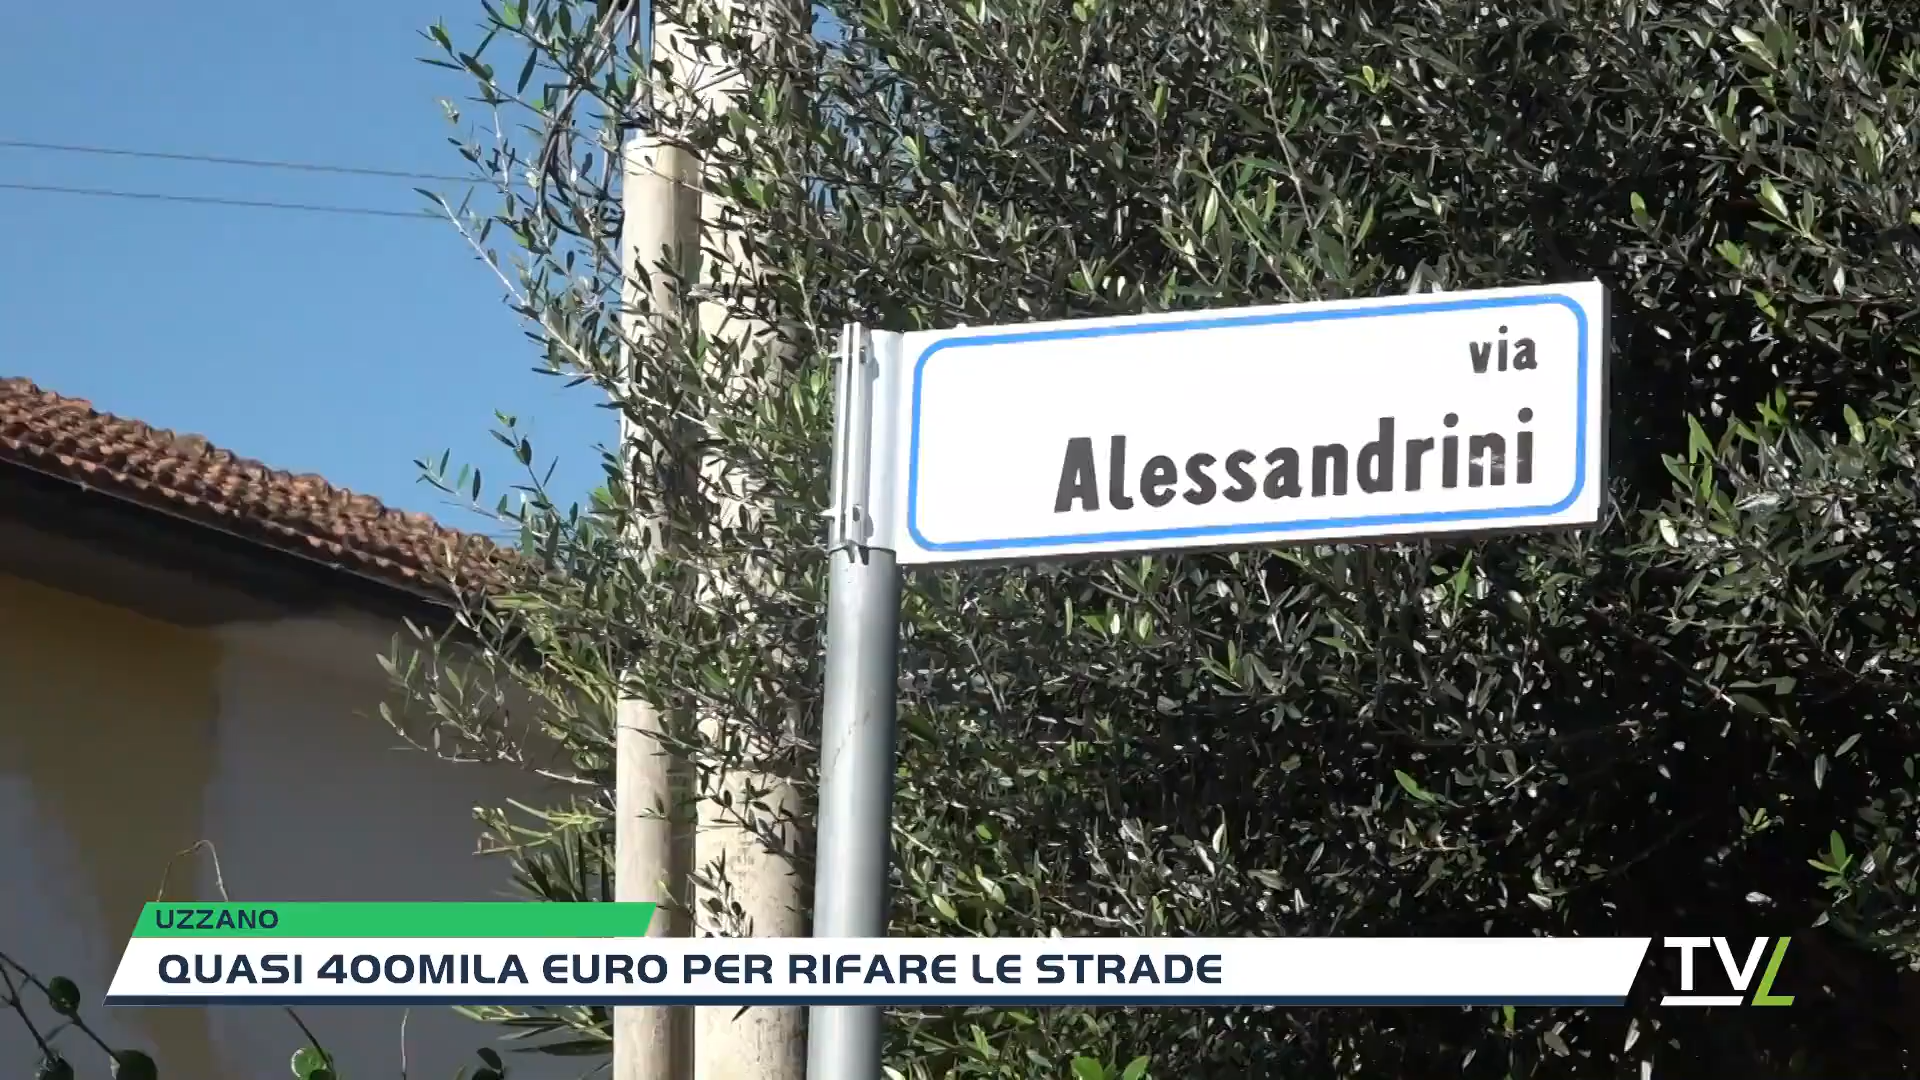 via
Alessandrini
UZZANO
QUASI 400MILA EURO PER RIFARE LE STRADE
TVL